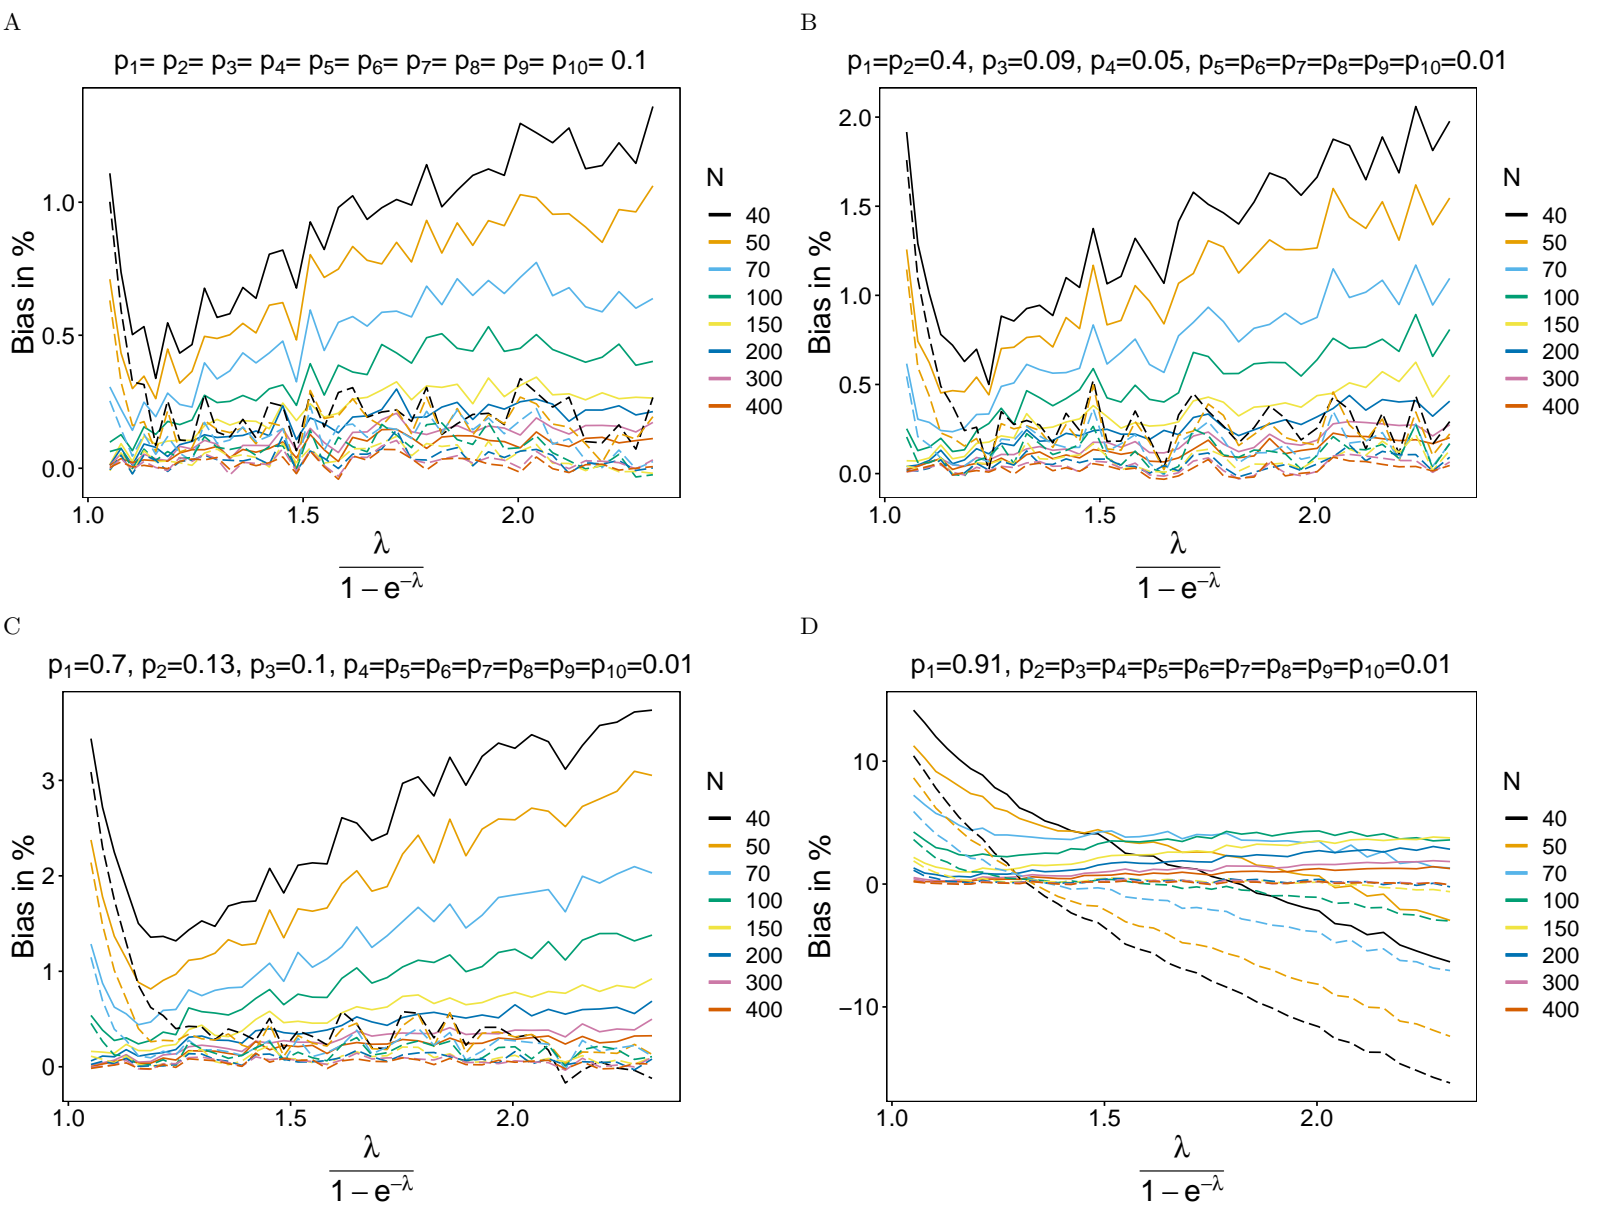 A
p1= p2= p3= p4= p5= p6= p7= p8= p9= p10= 0.1
Bias in %
1.0
0.5
0.0
1.0 1.5 2.0
λ
1 − e−λ
N
40
50
70
100
150
200
300
400
B
p1=p2=0.4, p3=0.09, p4=0.05, p5=p6=p7=p8=p9=p10=0.01
Bias in %
2.0
1.5
1.0
0.5
0.0
1.0 1.5 2.0
λ
1 − e−λ
N
40
50
70
100
150
200
300
400
C
p1=0.7, p2=0.13, p3=0.1, p4=p5=p6=p7=p8=p9=p10=0.01
Bias in %
3
2
1
0
1.0 1.5 2.0
λ
1 − e−λ
N
40
50
70
100
150
200
300
400
D
p1=0.91, p2=p3=p4=p5=p6=p7=p8=p9=p10=0.01
Bias in %
10
0
−10
1.0 1.5 2.0
λ
1 − e−λ
N
40
50
70
100
150
200
300
400